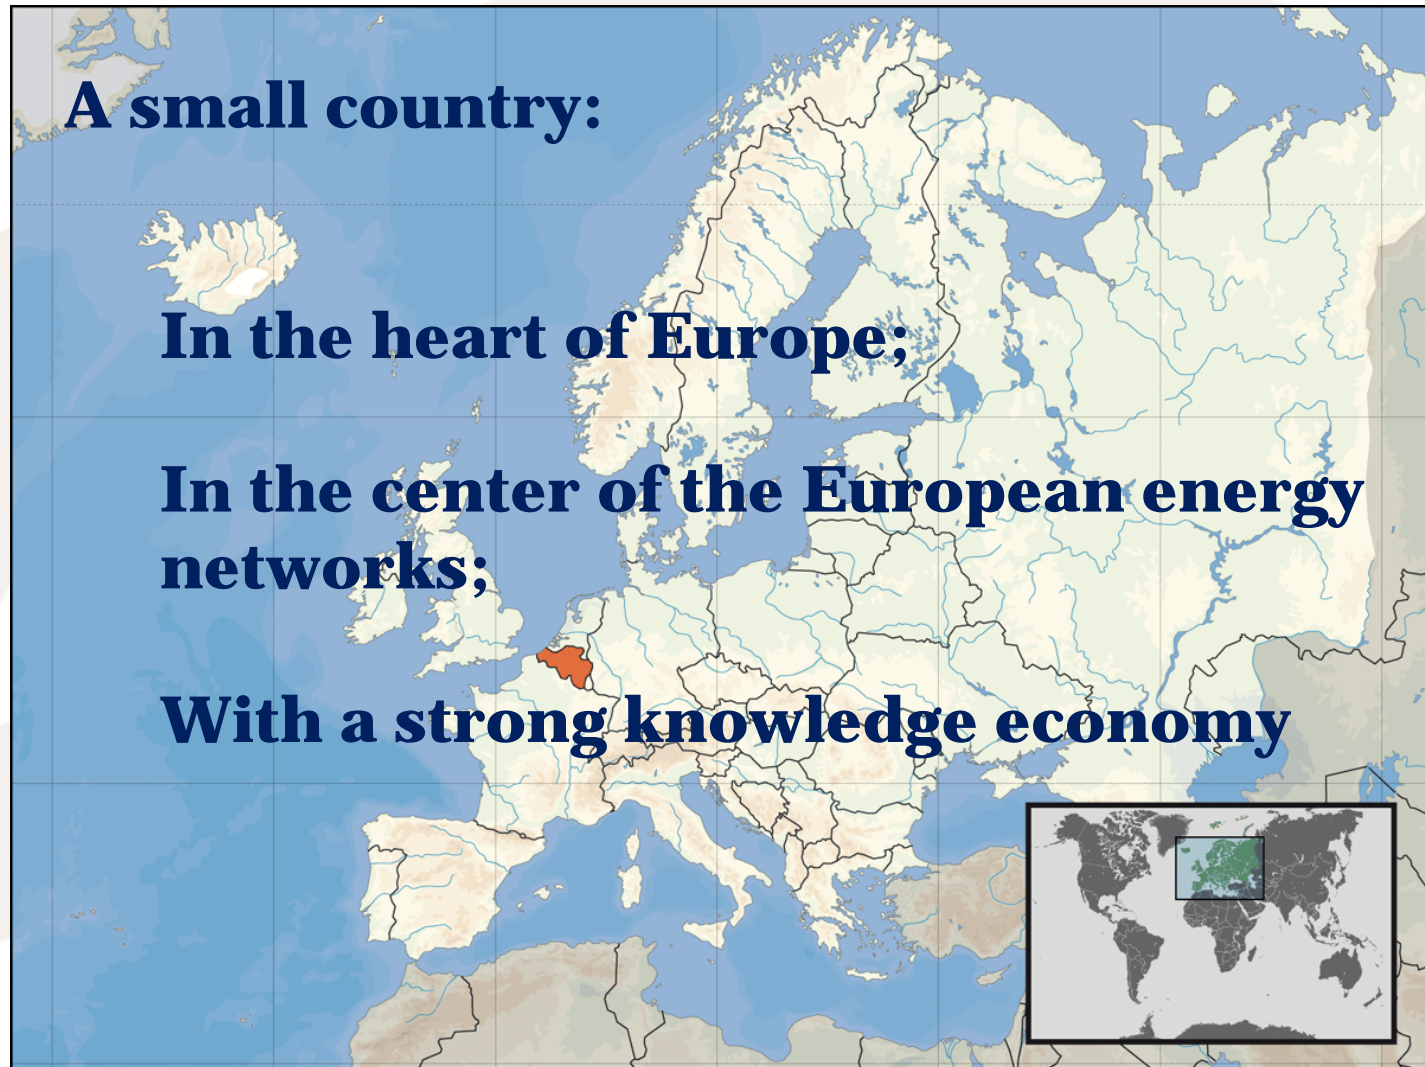 A small country:
In the heart of Europe;
In the center of the European energy
networks;
With a strong knowledge economy